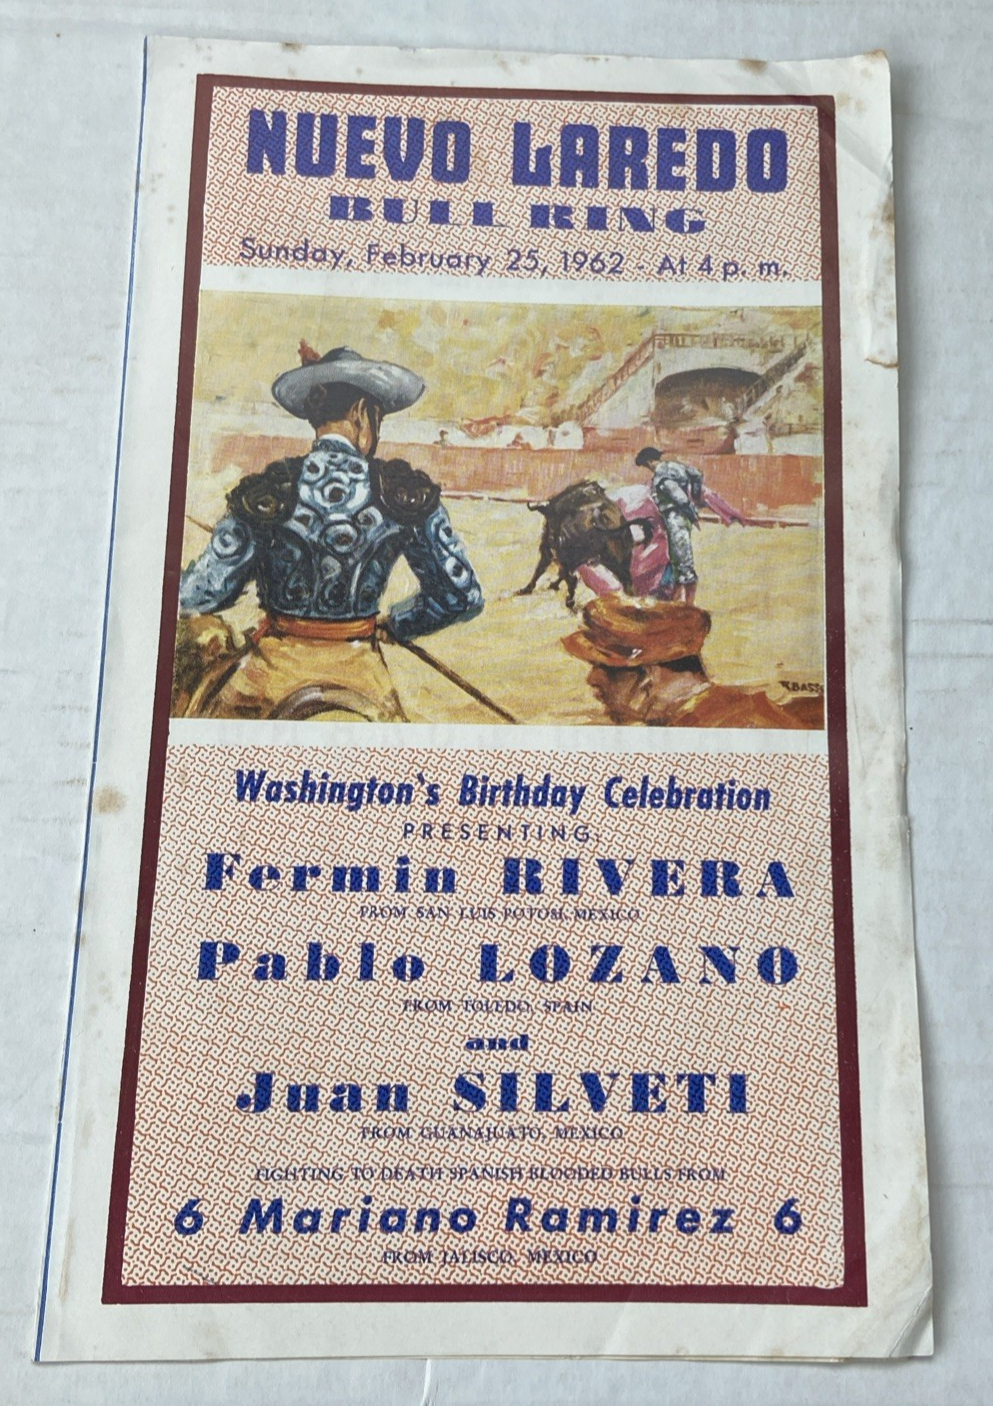 NUEVO LAREDO
BULL RING
Sunday, February 25, 1962 - At 4 p. m.
Washington's Birthday Celebration
PRESENTING.
Fermin RIVERA
FROM SAN LUIS POTOSI, MEXICO
Pablo LOZANO
FROM TOLEDO, SPAIN
and
Juan SILVETI
FROM GUANAJUATO, MEXICO
FIGHTING TO DEATH SPANISH BLOODED BULLS FROM
6 Mariano Ramirez 6
FROM JALISCO, MEXICO